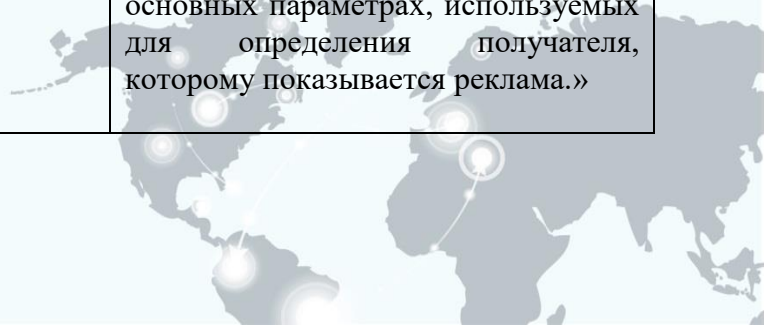 основных параметрах, используемых
для определения получателя,
которому показывается реклама.»